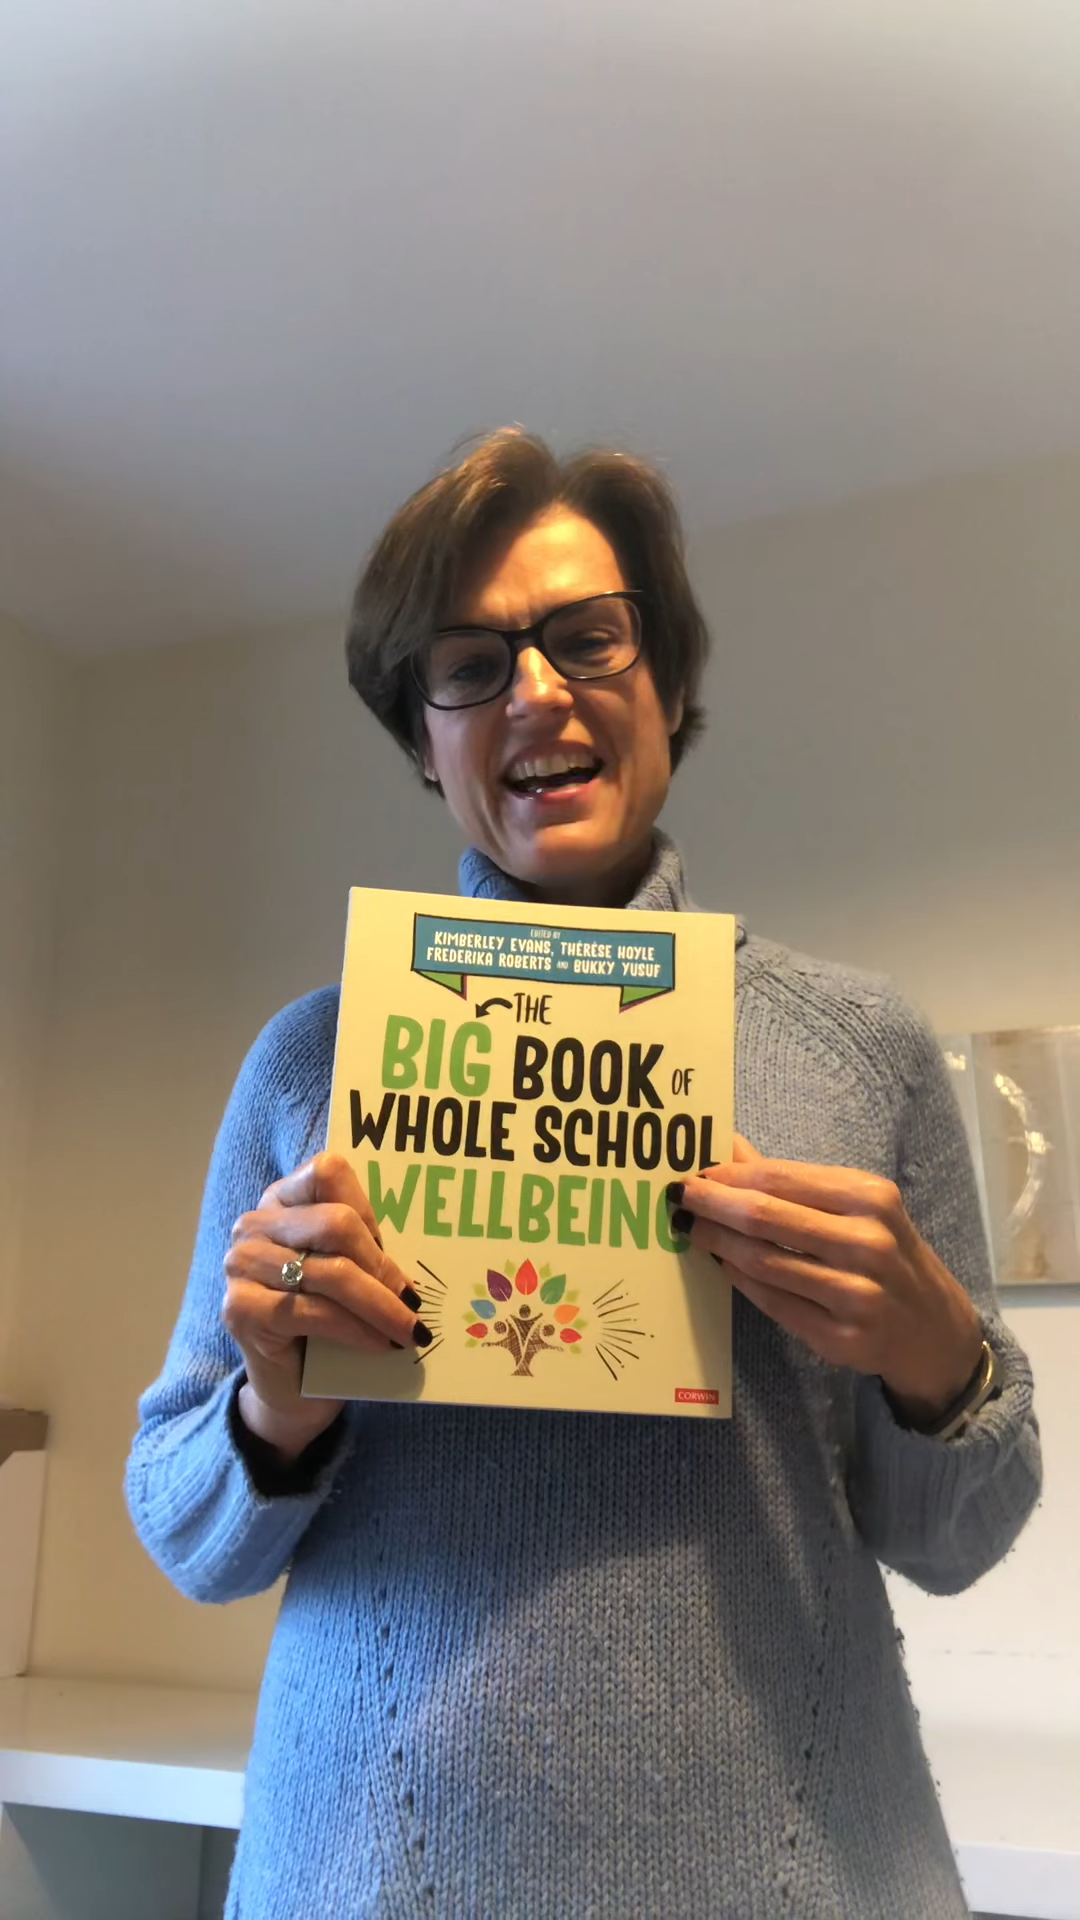 EDITED BY
KIMBERLEY EVANS, THÉRÈSE HOYLE
FREDERIKA ROBERTS AND BUKKY YUSUF
THE
BIG BOOK OF
WHOLE SCHOOL
WELLBEING
CORWIN